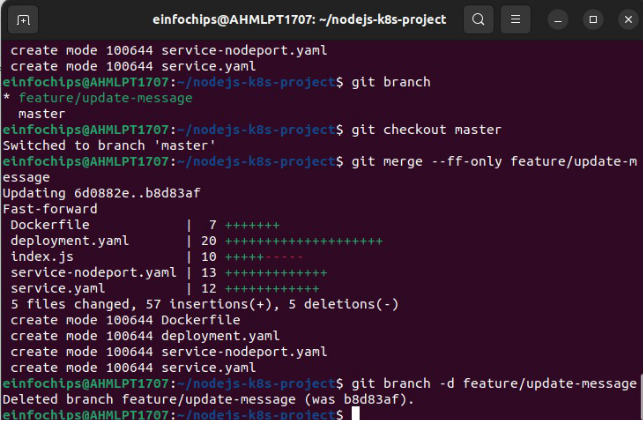 einfochips@AHMLPT1707: ~/nodejs-k8s-project
create mode 100644 service-nodeport.yaml
create mode 100644 service.yaml
einfochips@AHMLPT1707:~/nodejs-k8s-project$ git branch
* feature/update-message
master
einfochips@AHMLPT1707:~/nodejs-k8s-project$ git checkout master
Switched to branch 'master'
einfochips@AHMLPT1707:~/nodejs-k8s-project$ git merge --ff-only feature/update-m
essage
Updating 6d0882e..b8d83af
Fast-forward
Dockerfile | 7 +++++++
deployment.yaml | 20 ++++++++++++++++++++
index.js | 10 +++++-----
service-nodeport.yaml | 13 +++++++++++++
service.yaml | 12 ++++++++++++
5 files changed, 57 insertions(+), 5 deletions(-)
create mode 100644 Dockerfile
create mode 100644 deployment.yaml
create mode 100644 service-nodeport.yaml
create mode 100644 service.yaml
einfochips@AHMLPT1707:~/nodejs-k8s-project$ git branch -d feature/update-message
Deleted branch feature/update-message (was b8d83af).
einfochips@AHMLPT1707:~/nodejs-k8s-project$